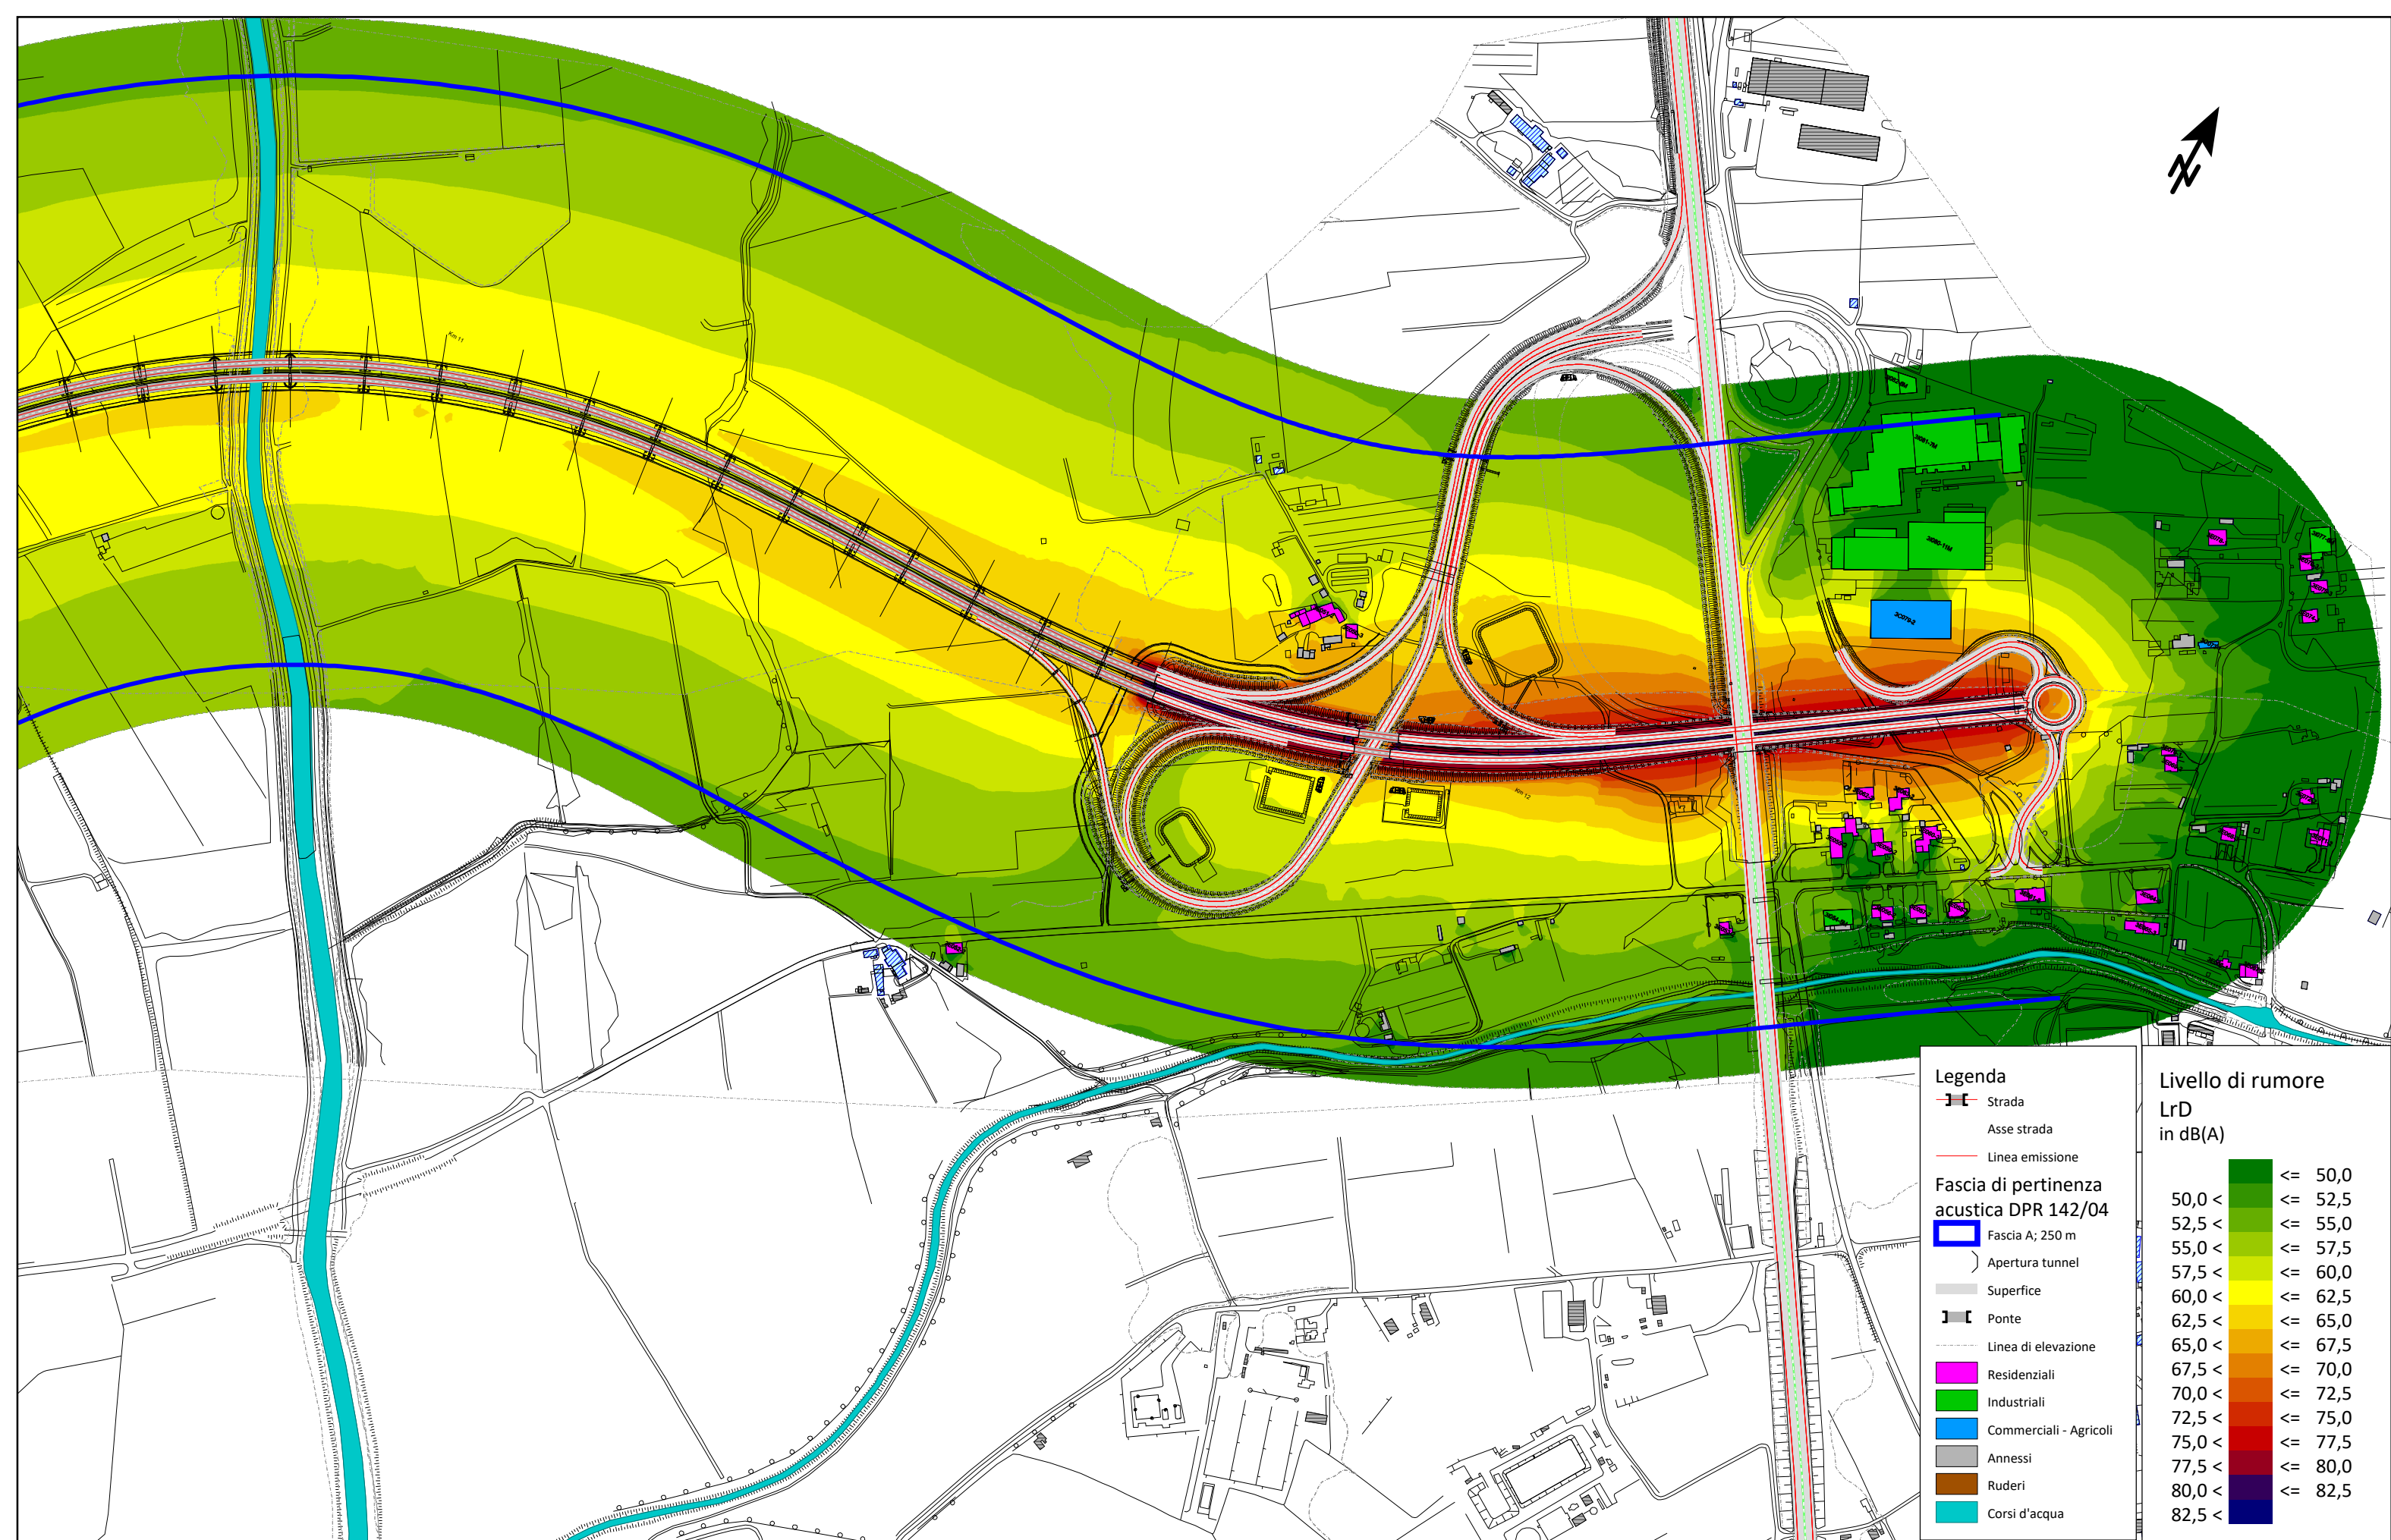 Km 11
Km 12
Legenda
Strada
Asse strada
Linea emissione
Fascia di pertinenza
acustica DPR 142/04
Fascia A; 250 m
Apertura tunnel
Superfice
Ponte
Linea di elevazione
Residenziali
Industriali
Commerciali - Agricoli
Annessi
Ruderi
Corsi d'acqua
Livello di rumore
LrD
in dB(A)
<= 50,0
50,0 < <= 52,5
52,5 < <= 55,0
55,0 < <= 57,5
57,5 < <= 60,0
60,0 < <= 62,5
62,5 < <= 65,0
65,0 < <= 67,5
67,5 < <= 70,0
70,0 < <= 72,5
72,5 < <= 75,0
75,0 < <= 77,5
77,5 < <= 80,0
80,0 < <= 82,5
82,5 <